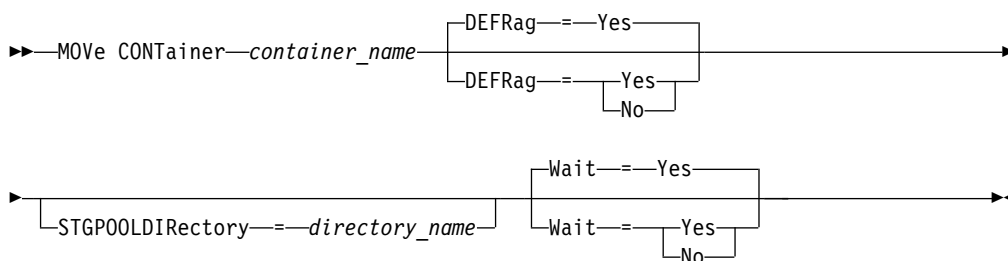 DEFRag = Yes
MOVe CONTainer container_name
DEFRag = Yes
No
Wait = Yes
STGPOOLDIRectory = directory_name
Wait = Yes
No